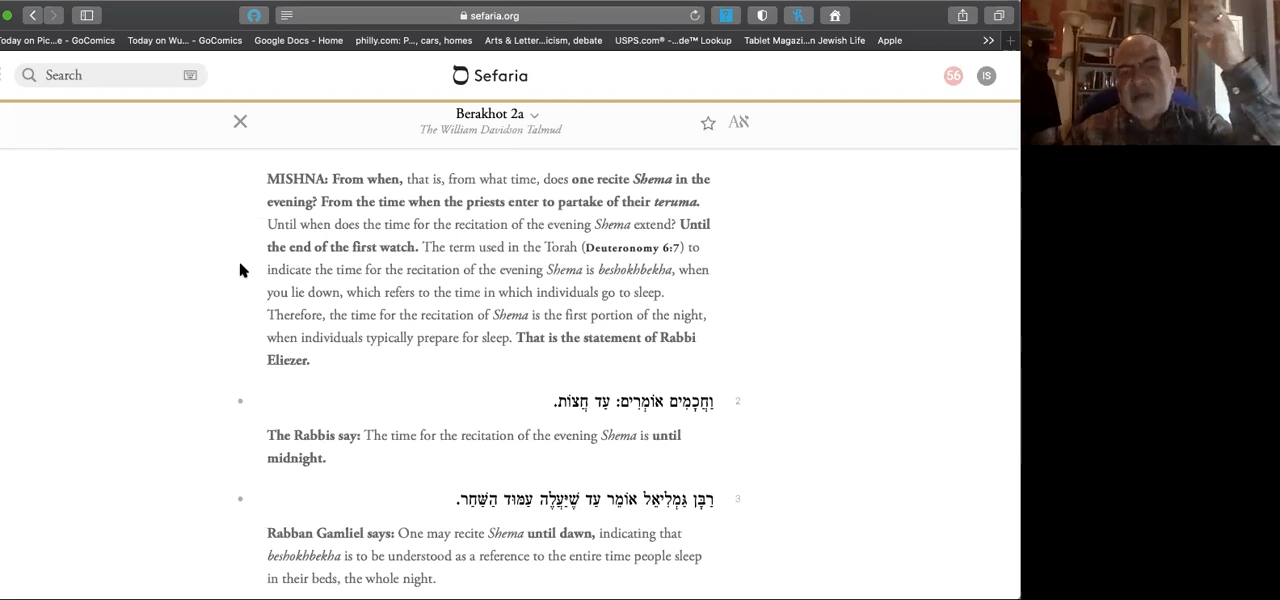 sefaria.org
oday on Pic...e - GoComics Today on Wu... - GoComics Google Docs - Home philly.com: P..., cars, homes Arts & Letter...icism, debate USPS.com® -...de™ Lookup Tablet Magazi...n Jewish Life Apple
Search Sefaria 56 IS
Berakhot 2a
The William Davidson Talmud
Aא
MISHNA: From when, that is, from what time, does one recite Shema in the
evening? From the time when the priests enter to partake of their teruma.
Until when does the time for the recitation of the evening Shema extend? Until
the end of the first watch. The term used in the Torah (Deuteronomy 6:7) to
indicate the time for the recitation of the evening Shema is beshokhbekha, when
you lie down, which refers to the time in which individuals go to sleep.
Therefore, the time for the recitation of Shema is the first portion of the night,
when individuals typically prepare for sleep. That is the statement of Rabbi
Eliezer.
וַחֲכָמִים אוֹמְרִים: עַד חֲצוֹת. 2
The Rabbis say: The time for the recitation of the evening Shema is until
midnight.
רַבָּן גַּמְלִיאֵל אוֹמֵר עַד שֶׁיַּעֲלֶה עַמּוּד הַשַּׁחַר. 3
Rabban Gamliel says: One may recite Shema until dawn, indicating that
beshokhbekha is to be understood as a reference to the entire time people sleep
in their beds, the whole night.